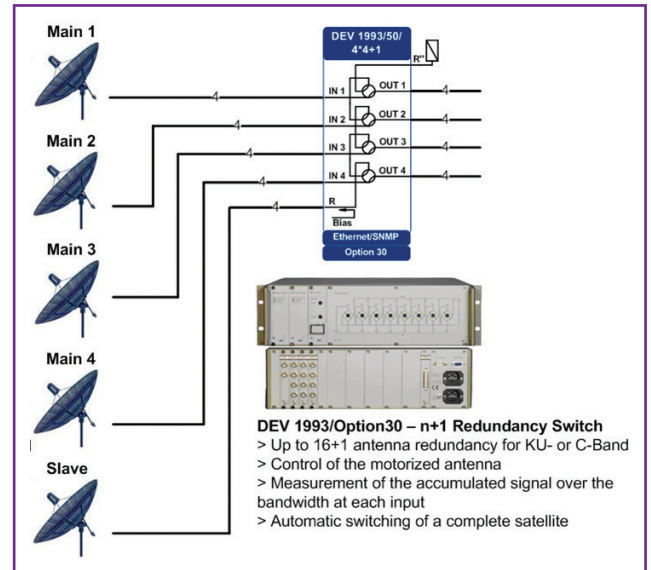 Main 1
DEV 1993/50/
4*4+1
R"
IN 1
OUT 1
4
4
Main 2
IN 2
OUT 2
4
4
IN 3
OUT 3
4
4
Main 3
IN 4
OUT 4
4
4
R
4
Bias
Ethernet/SNMP
Option 30
Main 4
Slave
DEV 1993/Option30 – n+1 Redundancy Switch
> Up to 16+1 antenna redundancy for KU- or C-Band
> Control of the motorized antenna
> Measurement of the accumulated signal over the
bandwidth at each input
> Automatic switching of a complete satellite